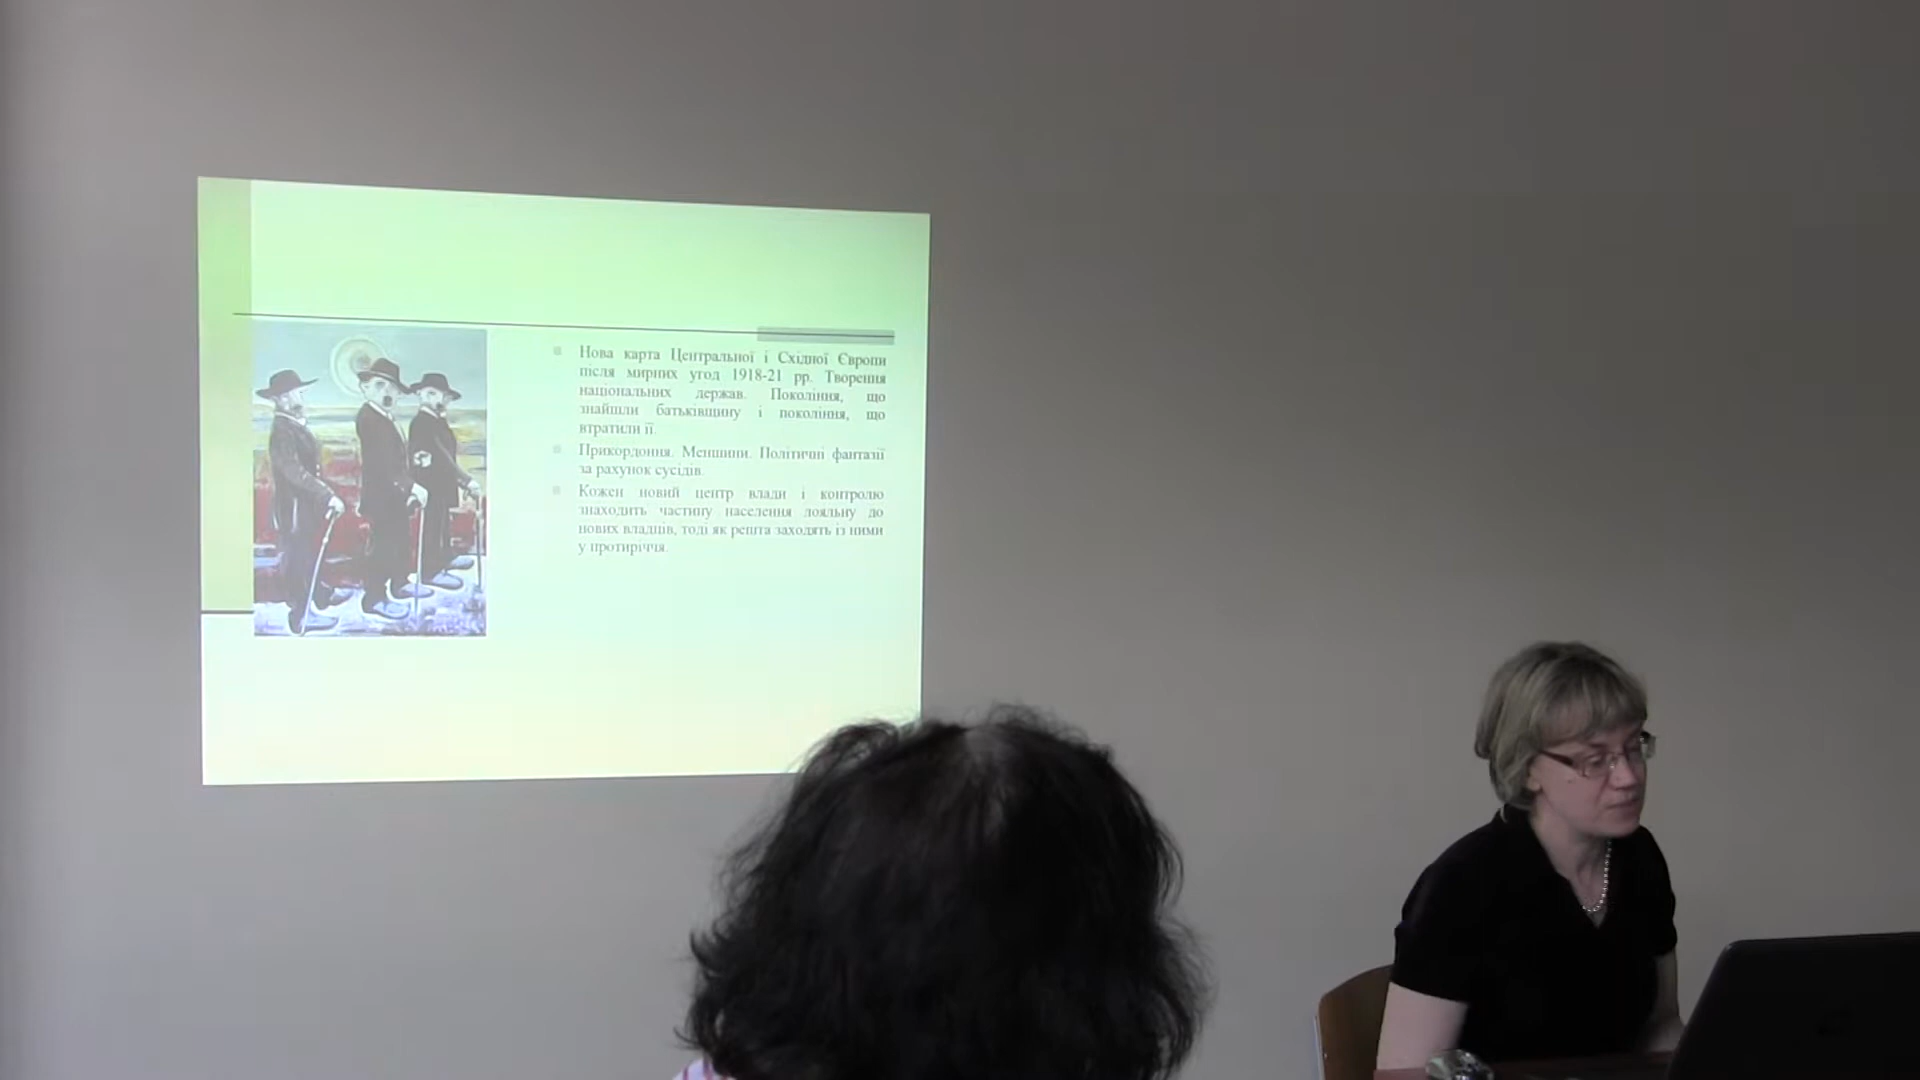 Нова карта Центральної і Східної Європи
після мирних угод 1918-21 рр. Творення
національних держав. Покоління, що
знайшли батьківщину і покоління, що
втратили її.
Прикордоння. Меншини. Політичні фантазії
за рахунок сусідів.
Кожен новий центр влади і контролю
знаходить частину населення лояльну до
нових владців, тоді як решта заходять із ними
у протиріччя.